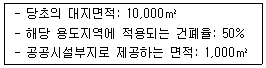 - 당초의 대지면적: 10,000㎡
- 해당 용도지역에 적용되는 건폐율: 50%
- 공공시설부지로 제공하는 면적: 1,000㎡